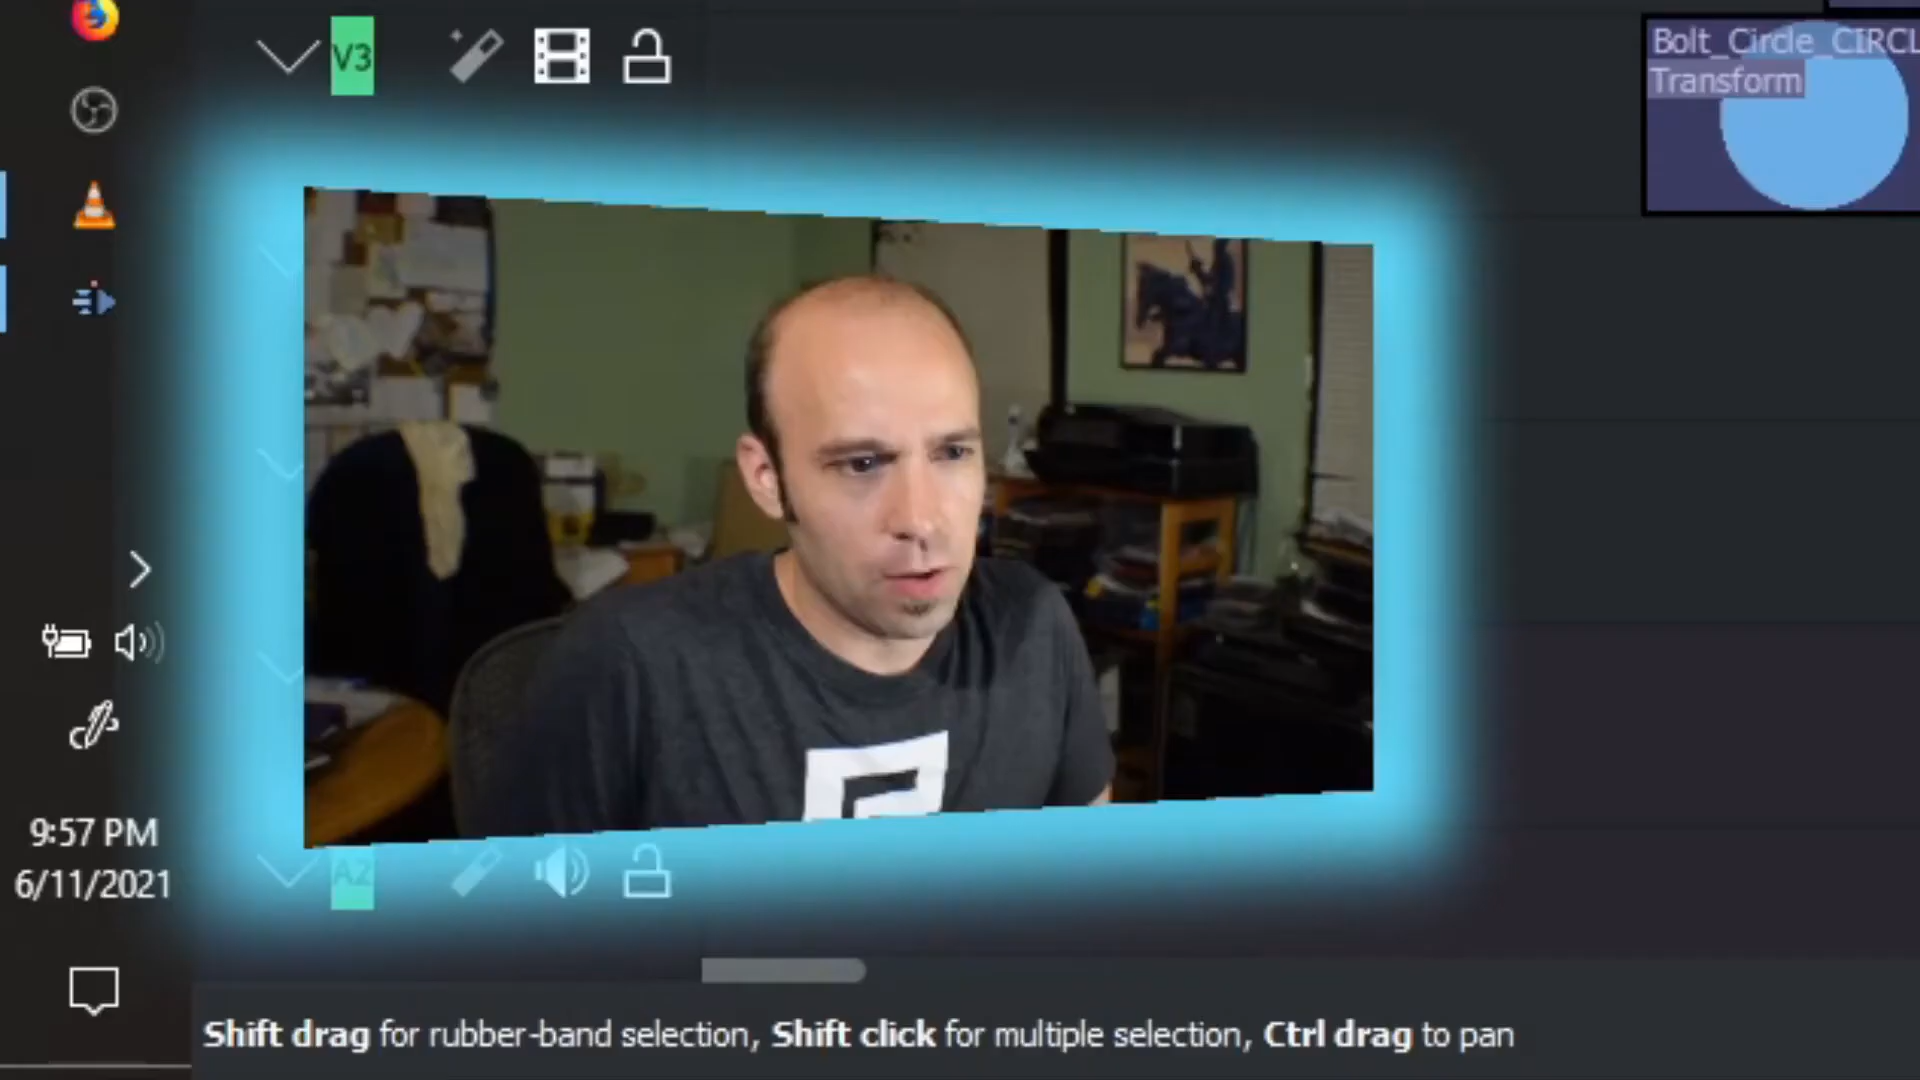 V3
Bolt_Circle_CIRCL
Transform
9:57 PM
6/11/2021
A2
Shift drag for rubber-band selection, Shift click for multiple selection, Ctrl drag to pan